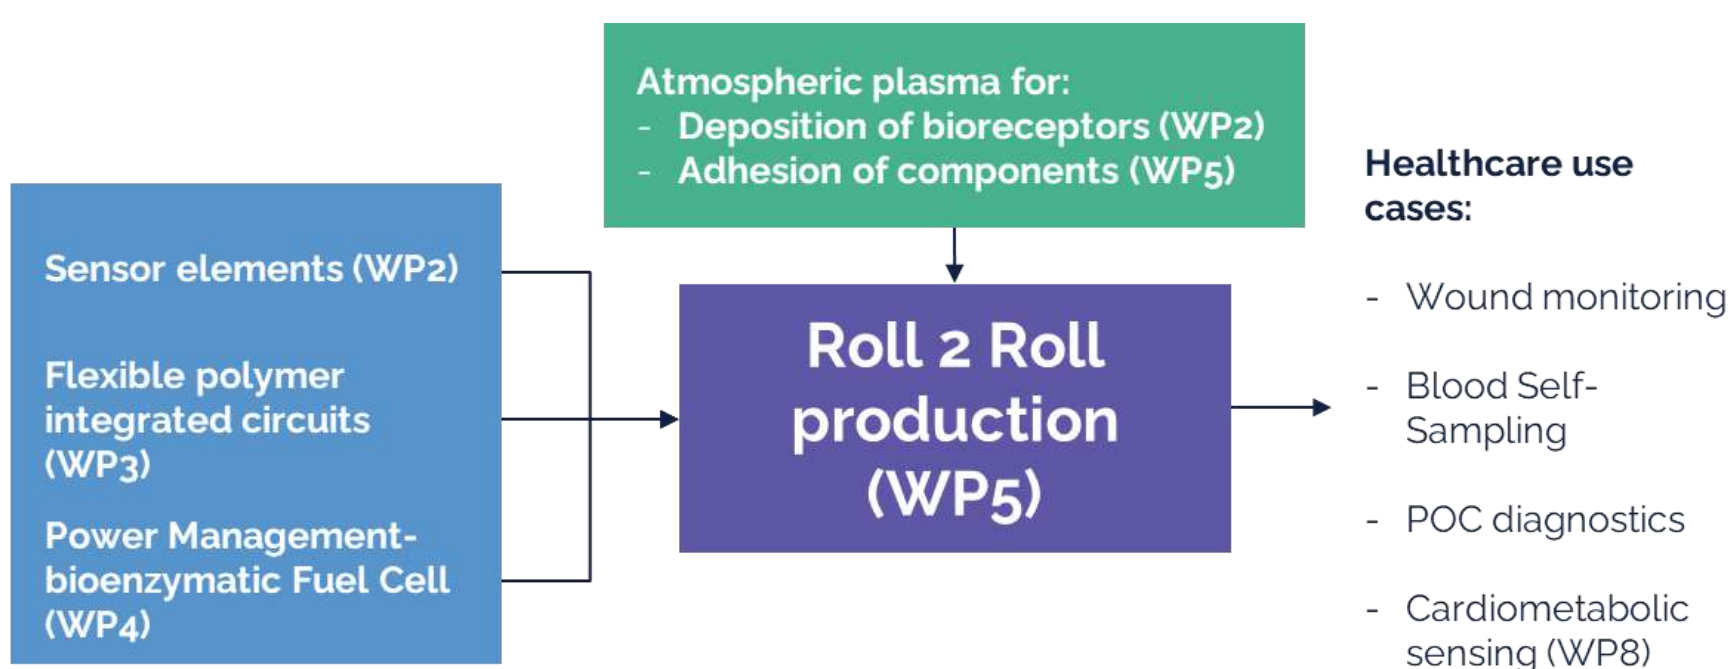 Atmospheric plasma for:
- Deposition of bioreceptors (WP2)
- Adhesion of components (WP5)
Sensor elements (WP2)
Flexible polymer
integrated circuits
(WP3)
Power Management-
bioenzymatic Fuel Cell
(WP4)
Roll 2 Roll
production
(WP5)
Healthcare use
cases:
- Wound monitoring
- Blood Self-
Sampling
- POC diagnostics
- Cardiometabolic
sensing (WP8)